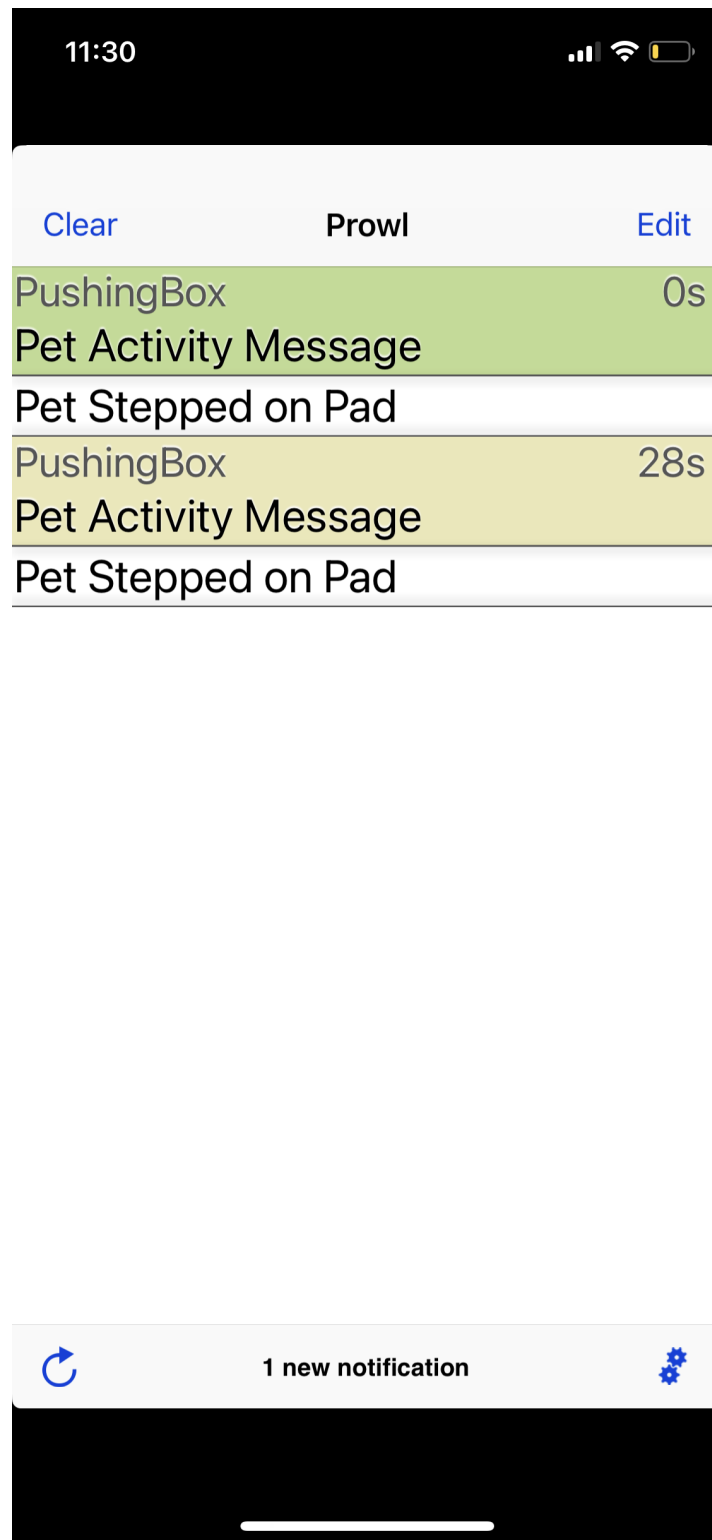 11:30
Clear Prowl Edit
PushingBox 0s
Pet Activity Message
Pet Stepped on Pad
PushingBox 28s
Pet Activity Message
Pet Stepped on Pad
1 new notification